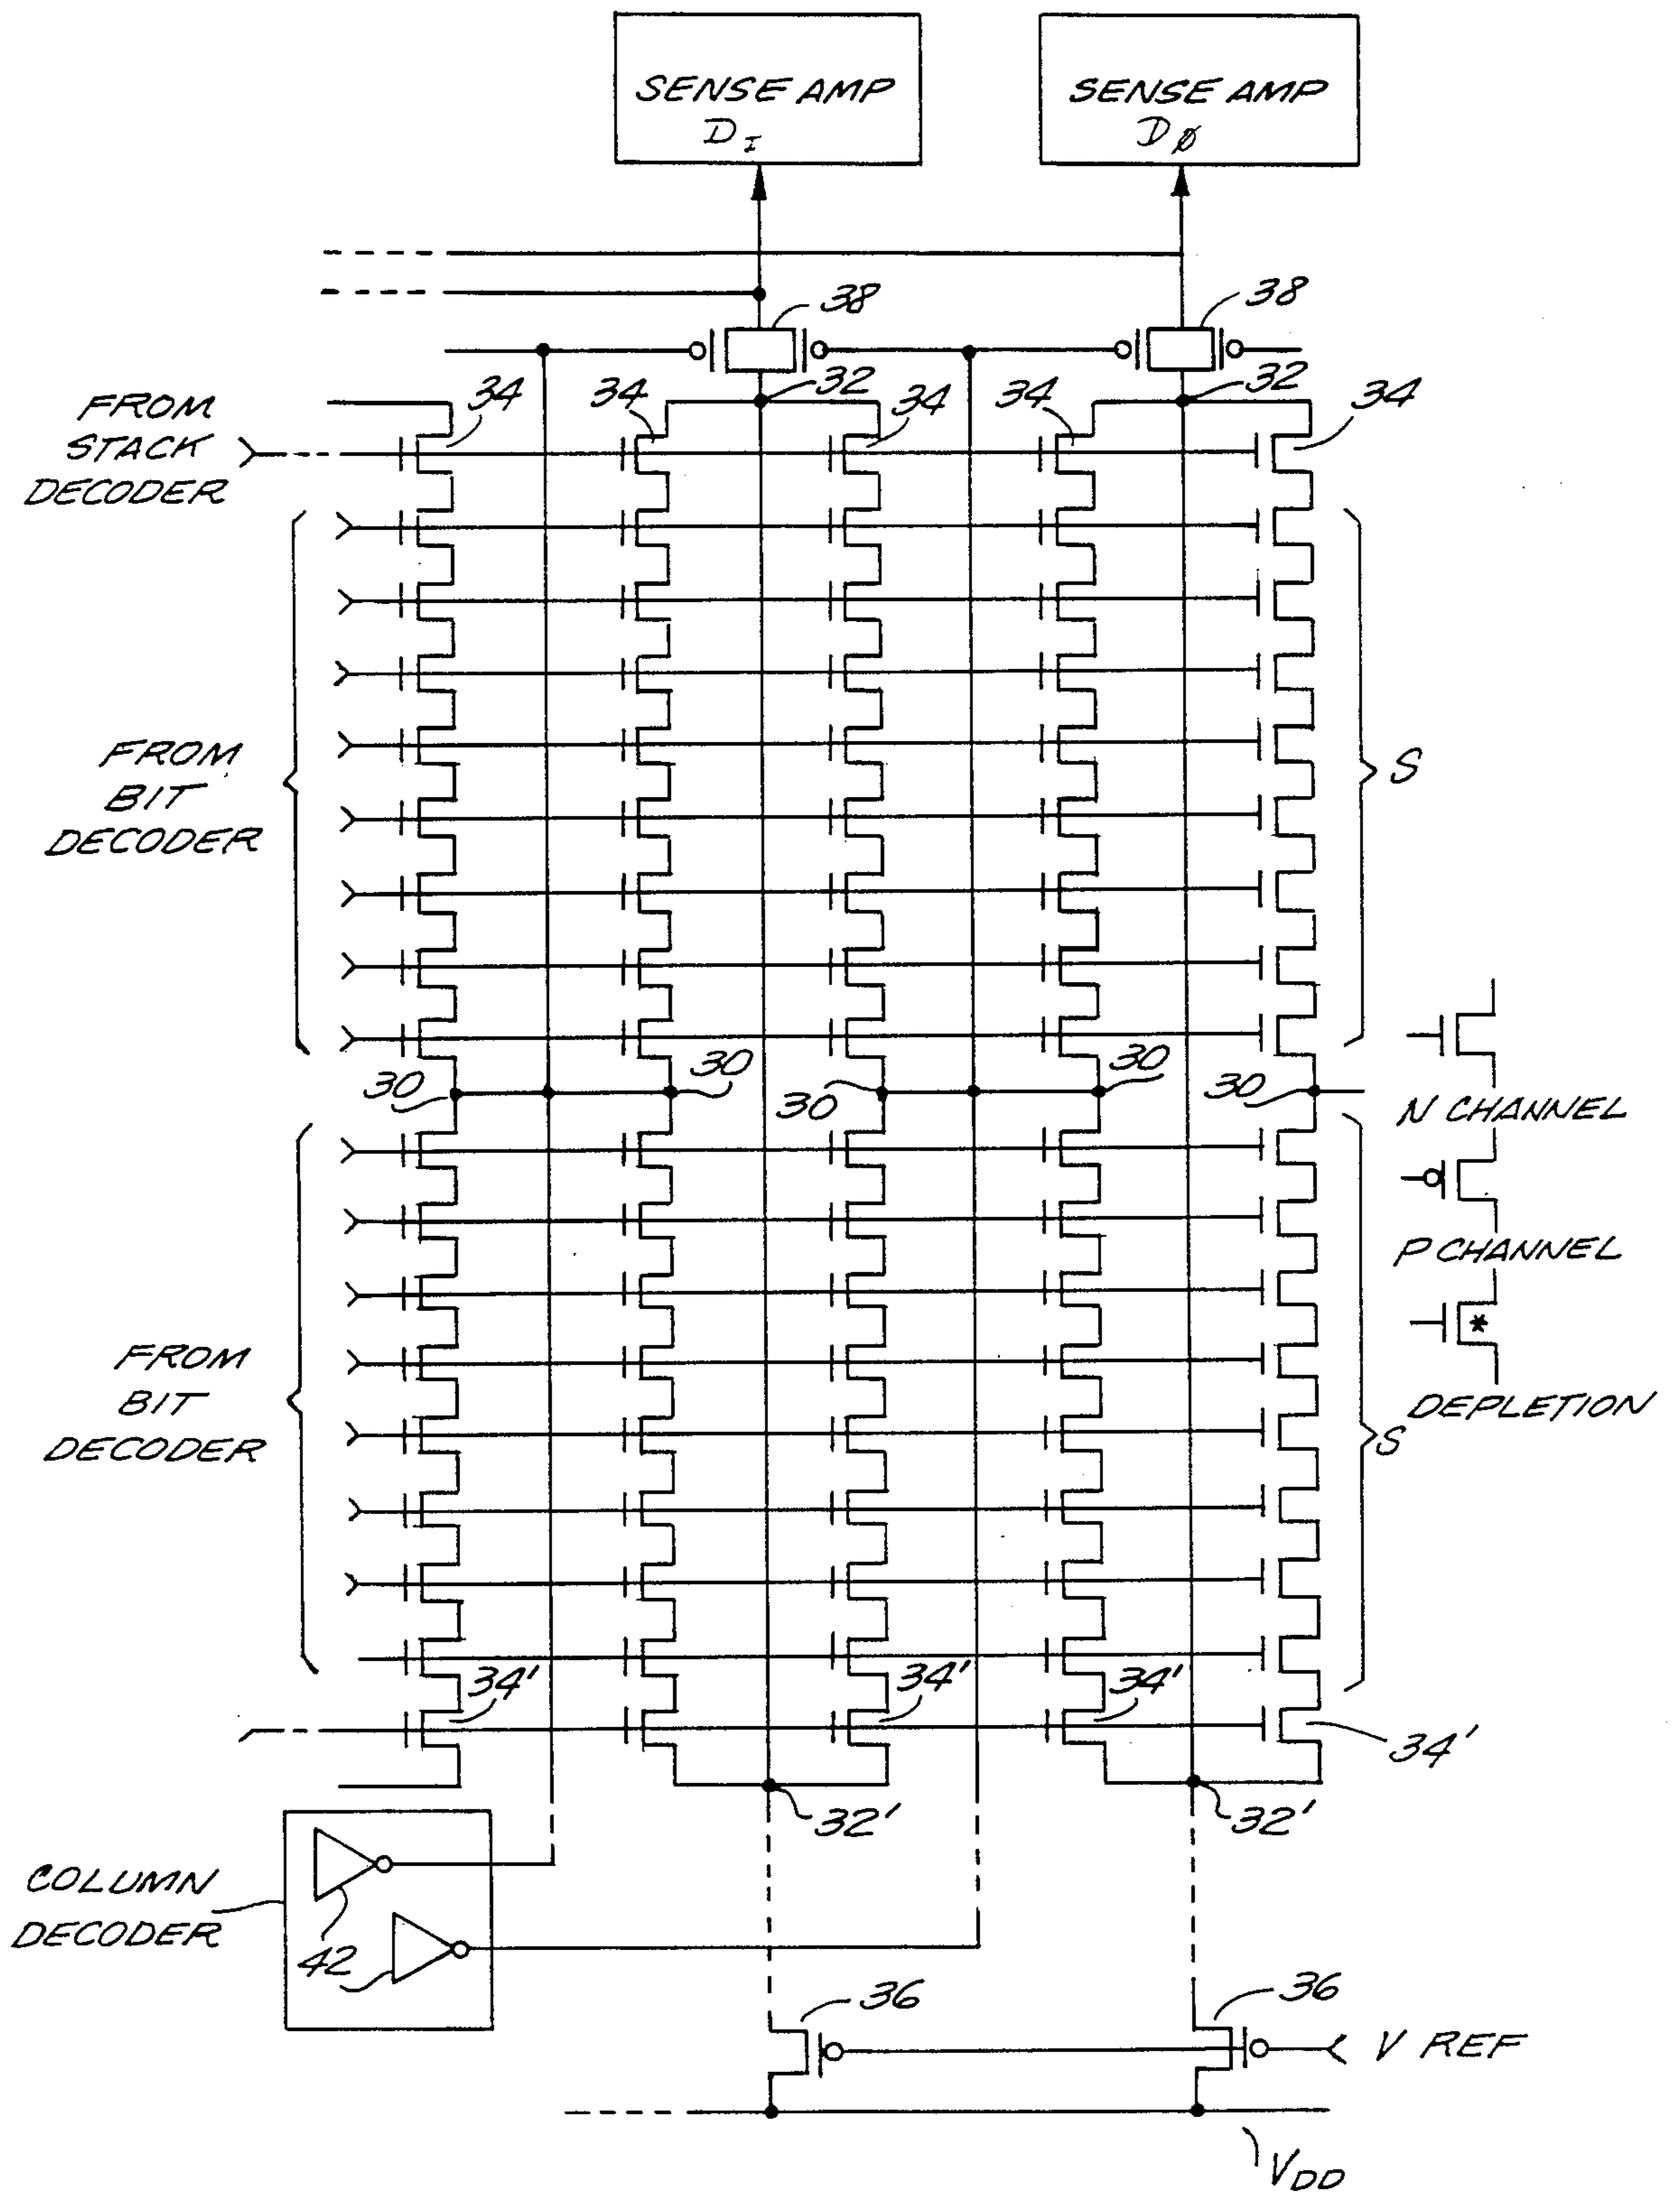 SENSE AMP
D I
SENSE AMP
D Ø
38
38
32
32
34
34
34
34
34
FROM
STACK
DECODER
FROM
BIT
DECODER
S
30
30
30
30
30
N CHANNEL
P CHANNEL
*
DEPLETION
FROM
BIT
DECODER
S
34'
34'
34'
34'
32'
32'
COLUMN
DECODER
42
36
36
V REF
VDD